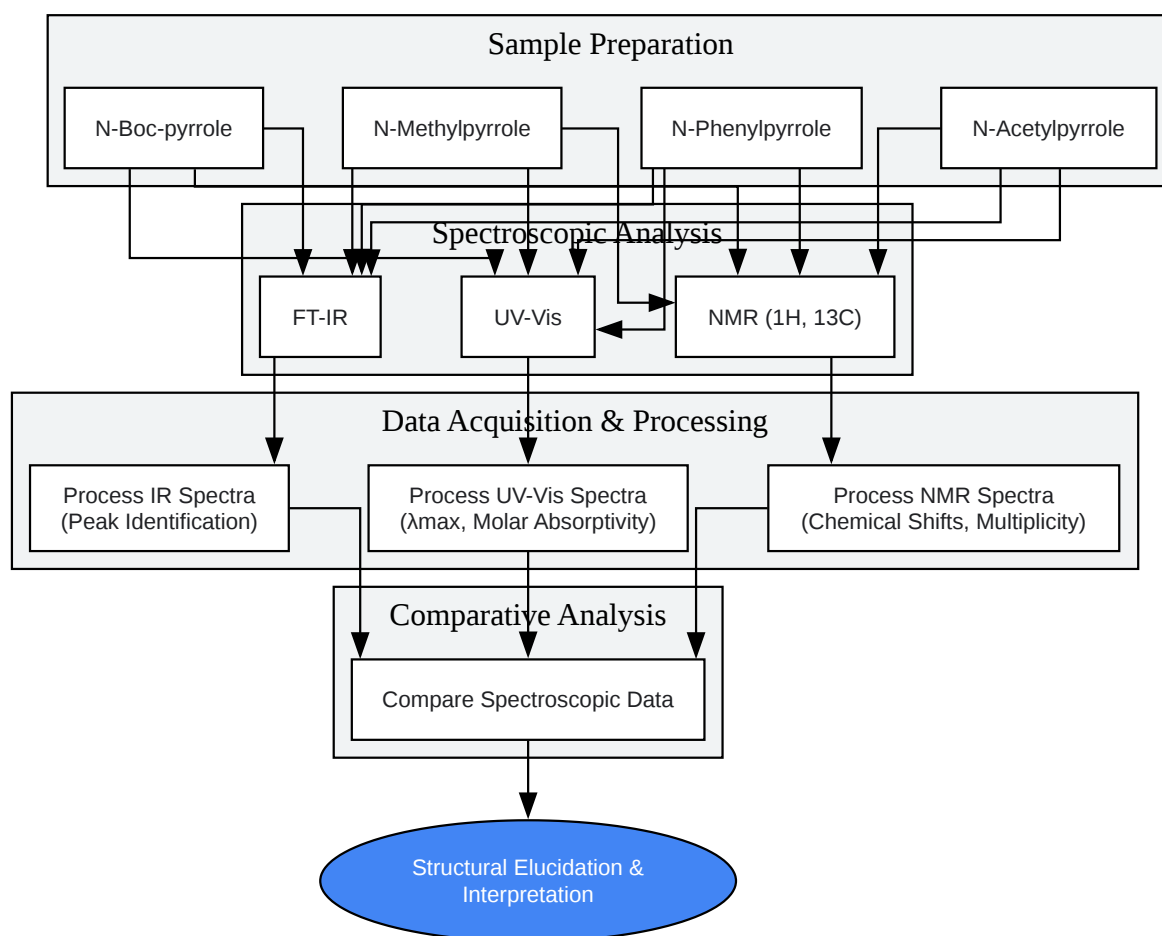 Sample Preparation
N-Boc-pyrrole
N-Methylpyrrole
N-Phenylpyrrole
N-Acetylpyrrole
Spectroscopic Analysis
FT-IR
UV-Vis
NMR (1H, 13C)
Data Acquisition & Processing
Process IR Spectra
(Peak Identification)
Process UV-Vis Spectra
(λmax, Molar Absorptivity)
Process NMR Spectra
(Chemical Shifts, Multiplicity)
Comparative Analysis
Compare Spectroscopic Data
Structural Elucidation &
Interpretation